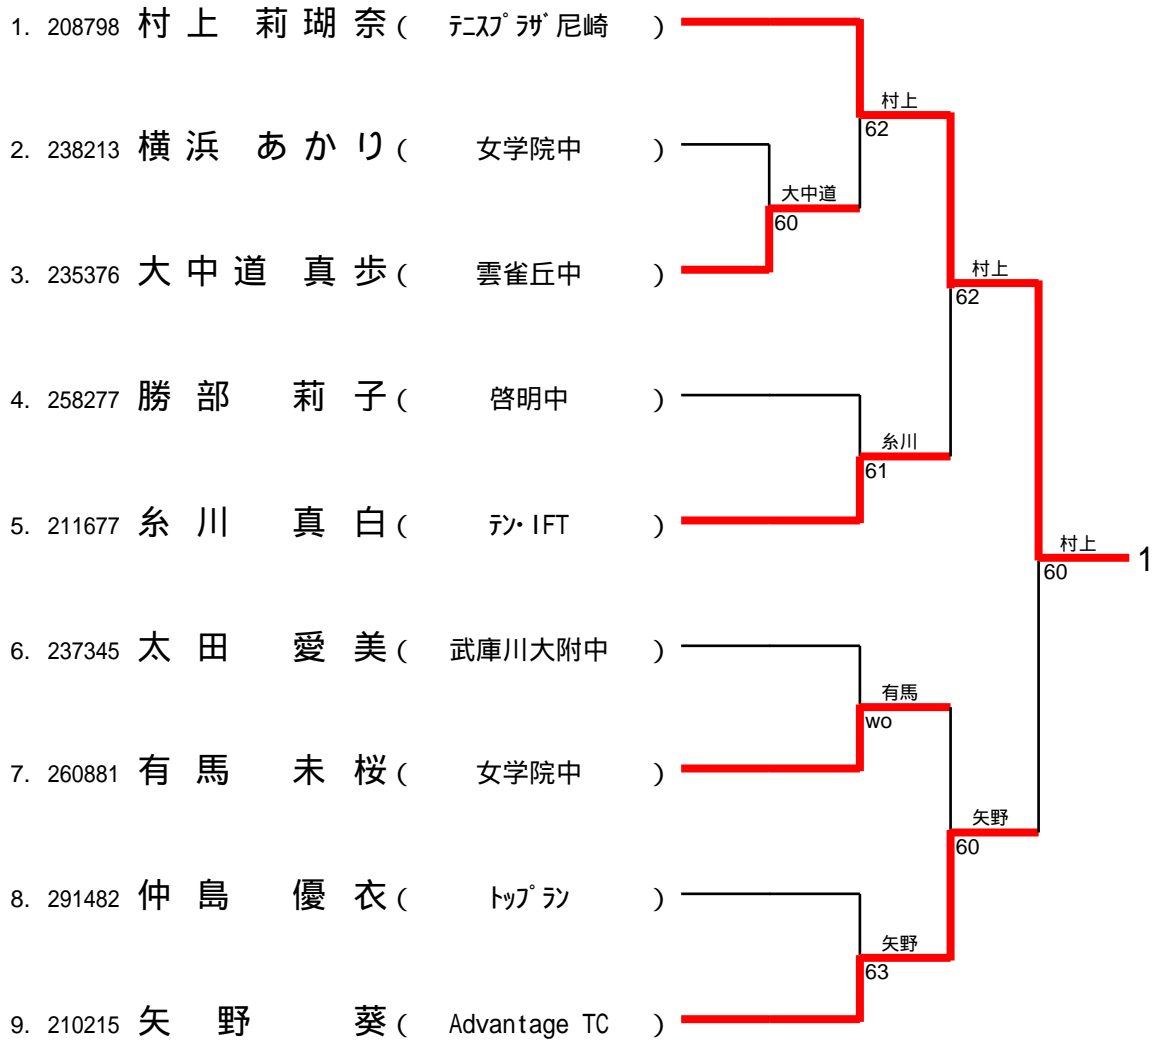 1. 208798 村上 莉瑚奈 ( テニスプラザ尼崎 )
村上
62
2. 238213 横浜 あかり ( 女学院中 )
大中道
60
3. 235376 大中道 真歩 ( 雲雀丘中 )
村上
62
4. 258277 勝部 莉子 ( 啓明中 )
糸川
61
5. 211677 糸川 真白 ( テン・IFT )
村上
60
1
6. 237345 太田 愛美 ( 武庫川大附中 )
有馬
wo
7. 260881 有馬 未桜 ( 女学院中 )
矢野
60
8. 291482 仲島 優衣 ( トップラン )
矢野
63
9. 210215 矢野 葵 ( Advantage TC )